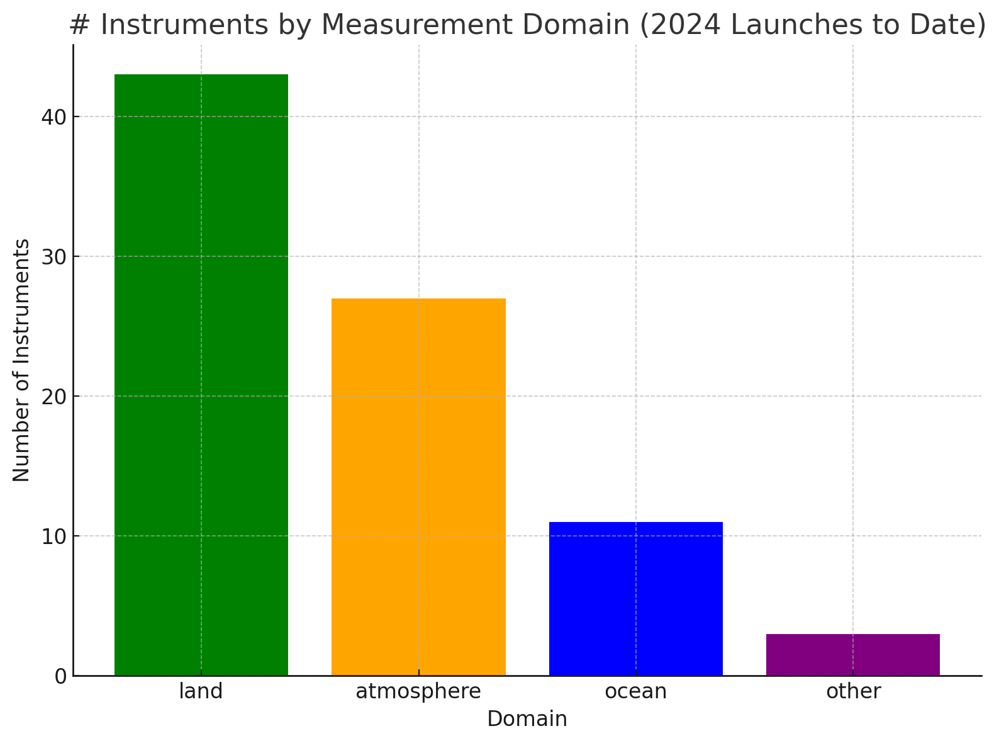 # Instruments by Measurement Domain (2024 Launches to Date)
Number of Instruments
40
30
20
10
0
land atmosphere ocean other
Domain